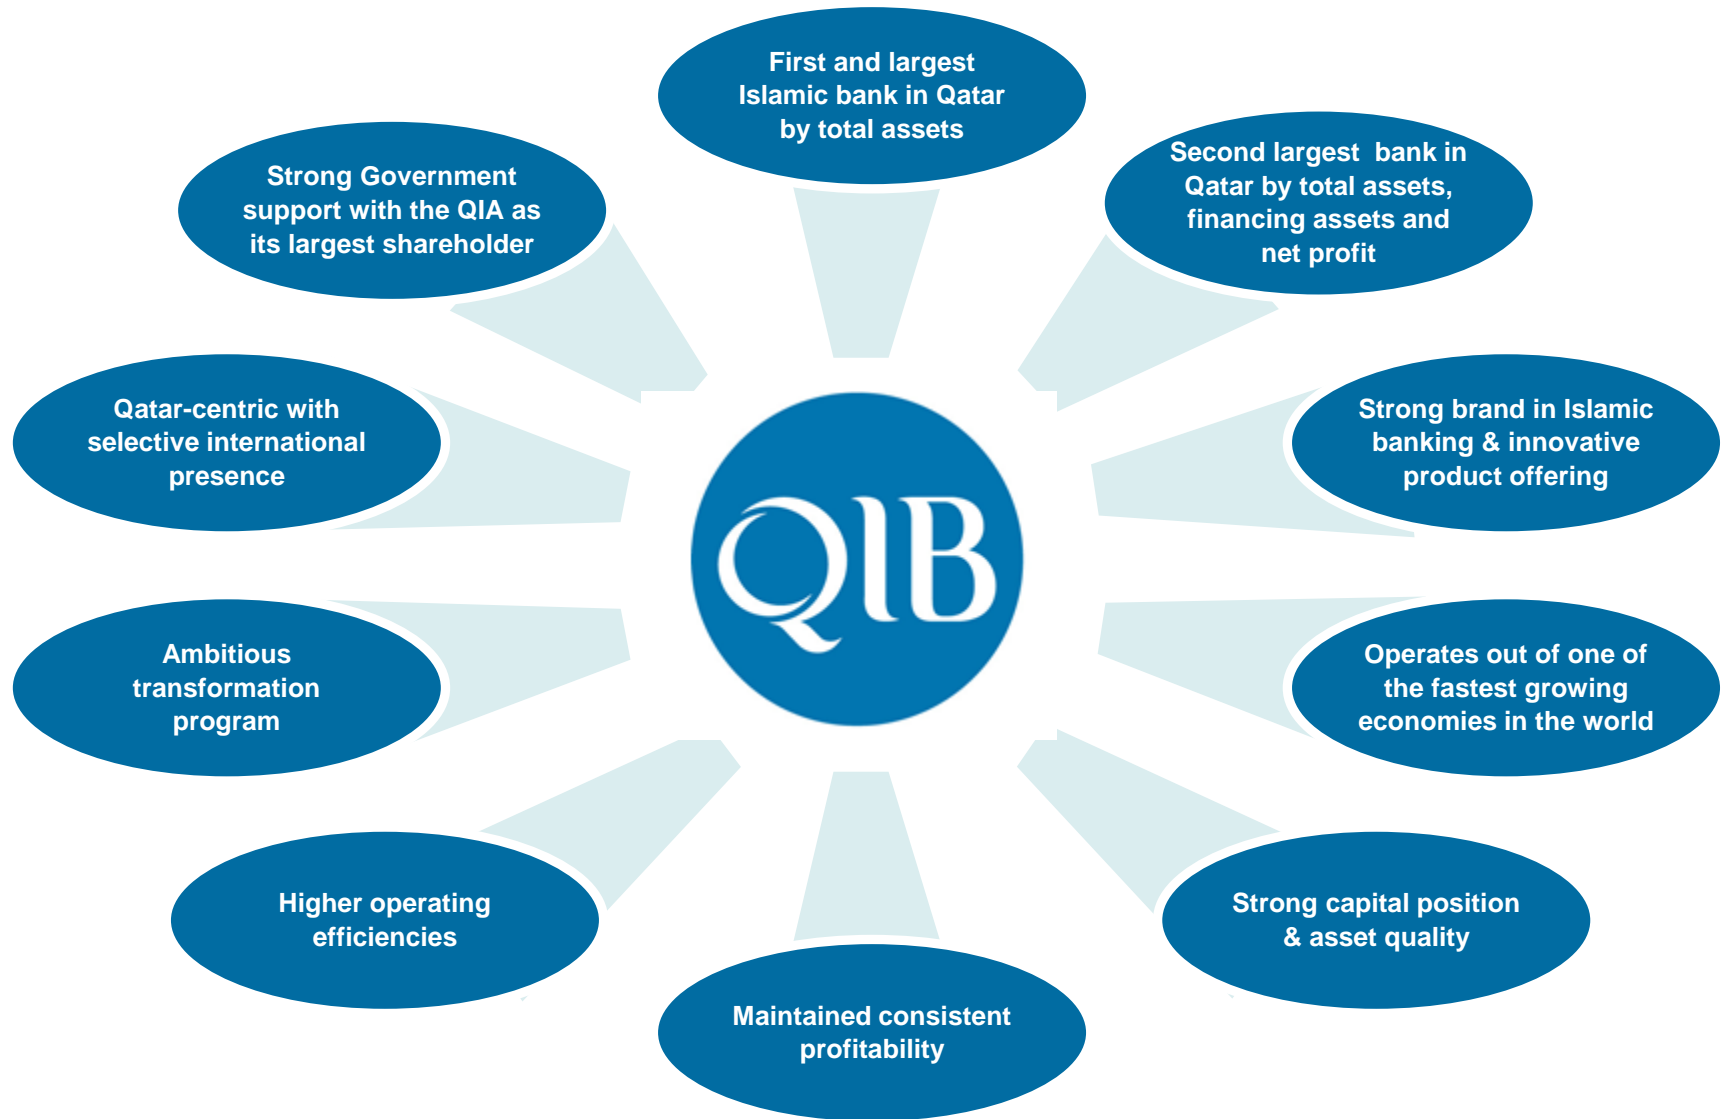 First and largest
Islamic bank in Qatar
by total assets
Second largest  bank in
Qatar by total assets,
financing assets and
net profit
Strong brand in Islamic
banking & innovative
product offering
Operates out of one of
the fastest growing
economies in the world
Strong capital position
& asset quality
Maintained consistent
profitability
Higher operating
efficiencies
Ambitious
transformation
program
Qatar-centric with
selective international
presence
Strong Government
support with the QIA as
its largest shareholder
QIB